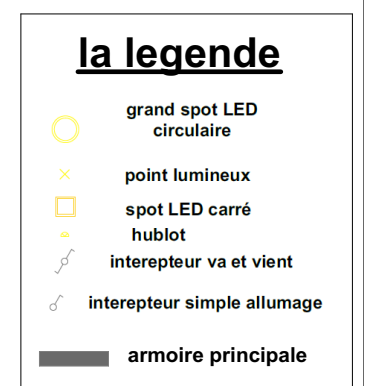 la legende
grand spot LED
circulaire
point lumineux
spot LED carré
hublot
interepteur va et vient
interepteur simple allumage
armoire principale